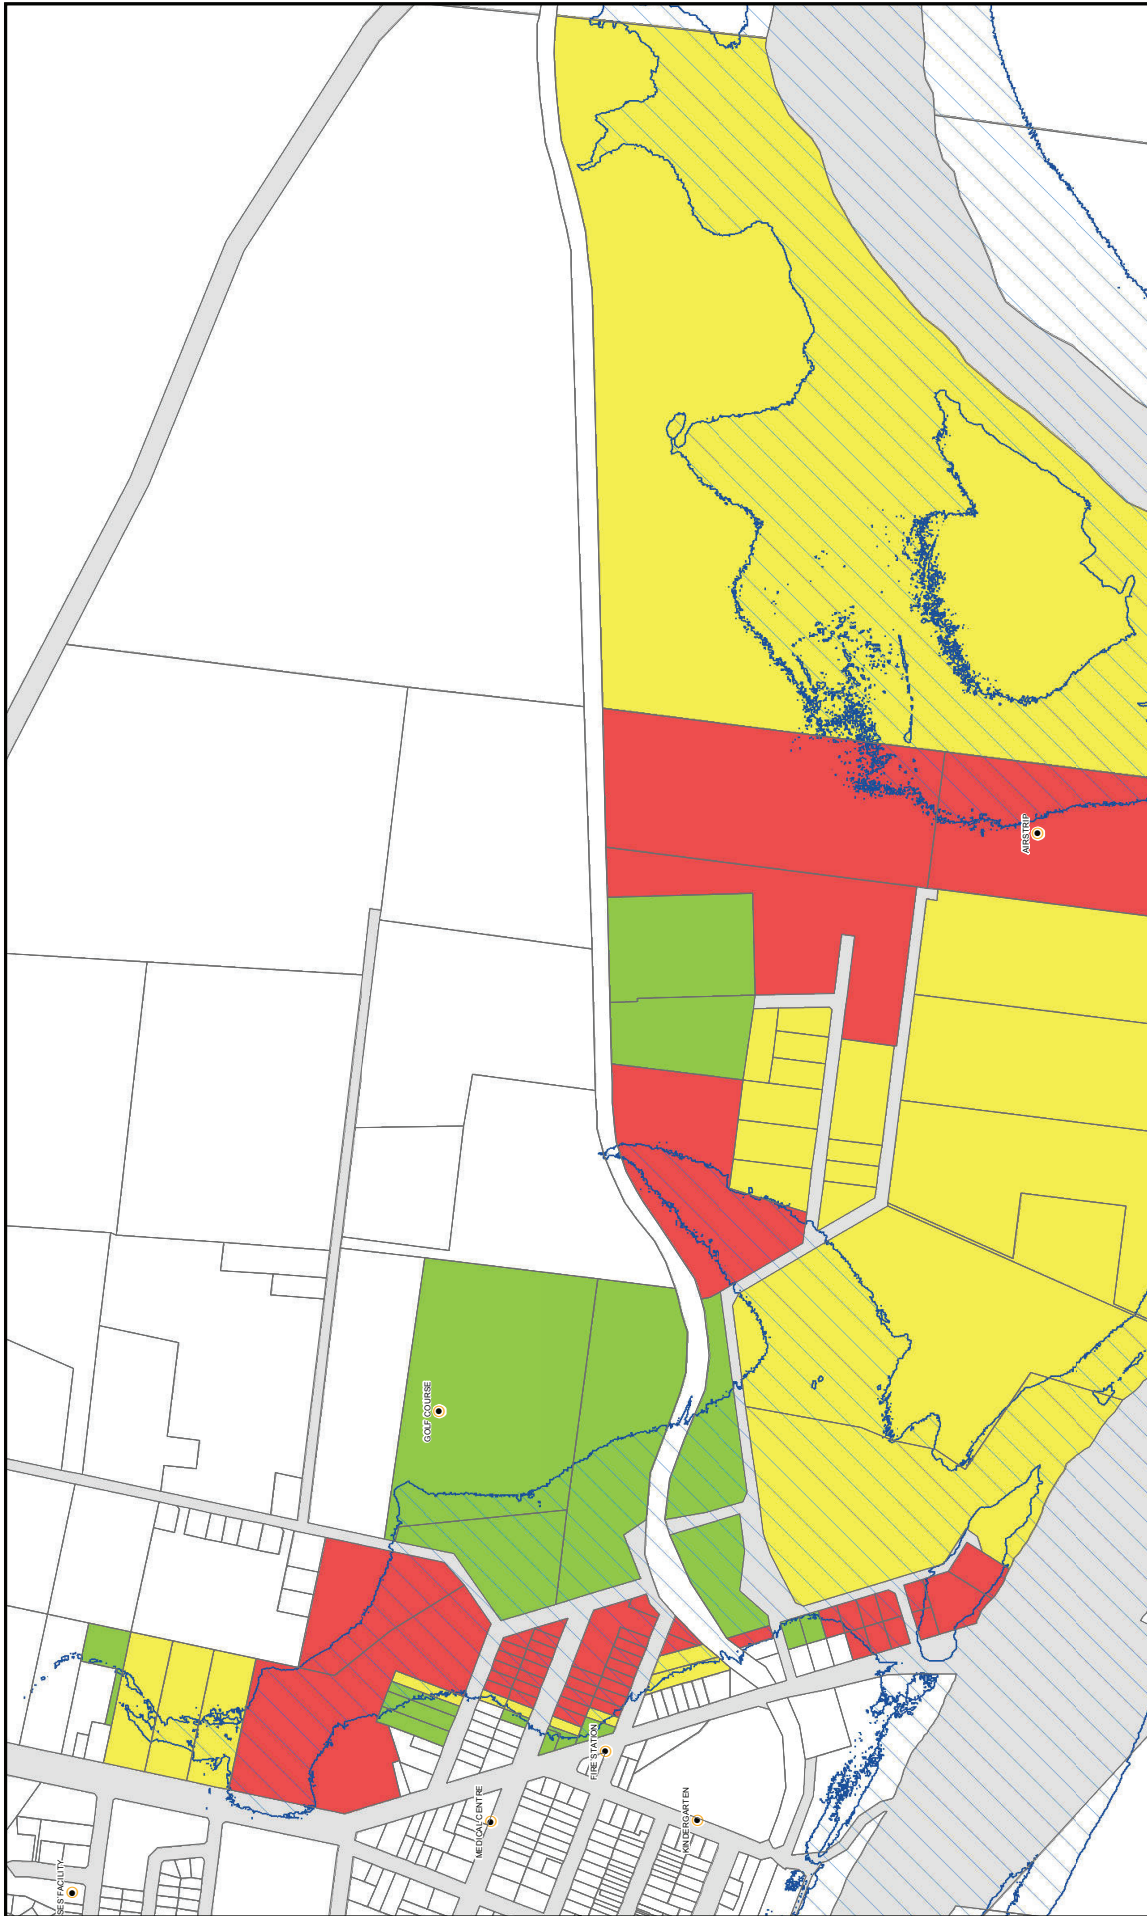 AIRSTRIP
GOLF COURSE
FIRE STATION
MEDICAL CENTRE
KINDERGARTEN
SES FACILITY